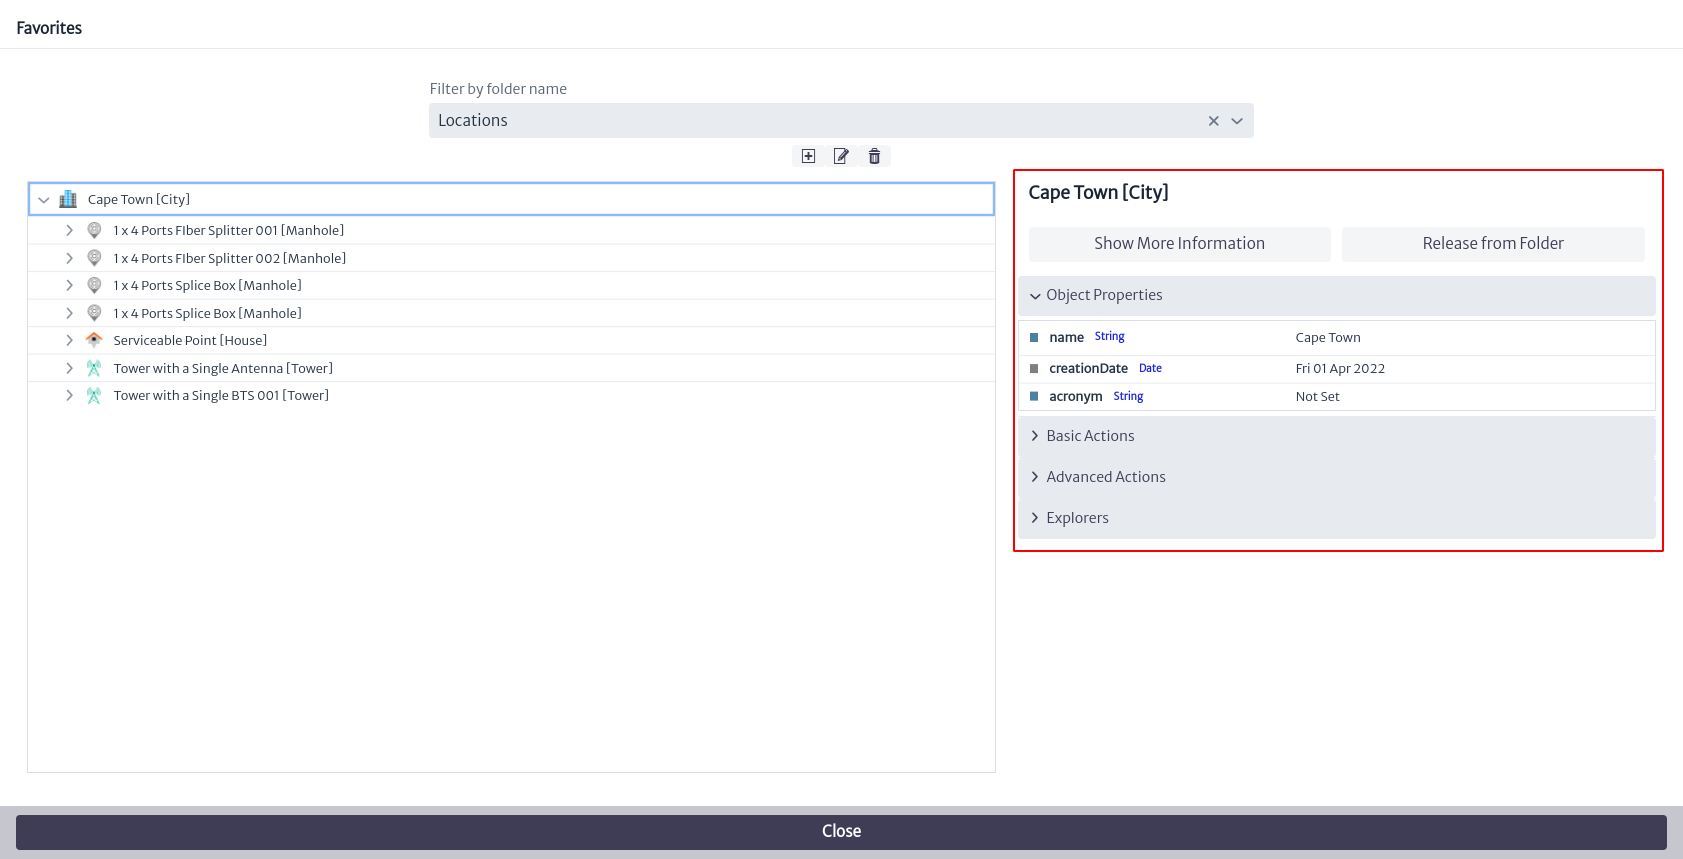 Favorites
Filter by folder name
Locations
Cape Town [City]
1 x 4 Ports FIber Splitter 001 [Manhole]
1 x 4 Ports FIber Splitter 002 [Manhole]
1 x 4 Ports Splice Box [Manhole]
1 x 4 Ports Splice Box [Manhole]
Serviceable Point [House]
Tower with a Single Antenna [Tower]
Tower with a Single BTS 001 [Tower]
Cape Town [City]
Show More Information Release from Folder
Object Properties
name String Cape Town
creationDate Date Fri 01 Apr 2022
acronym String Not Set
Basic Actions
Advanced Actions
Explorers
Close